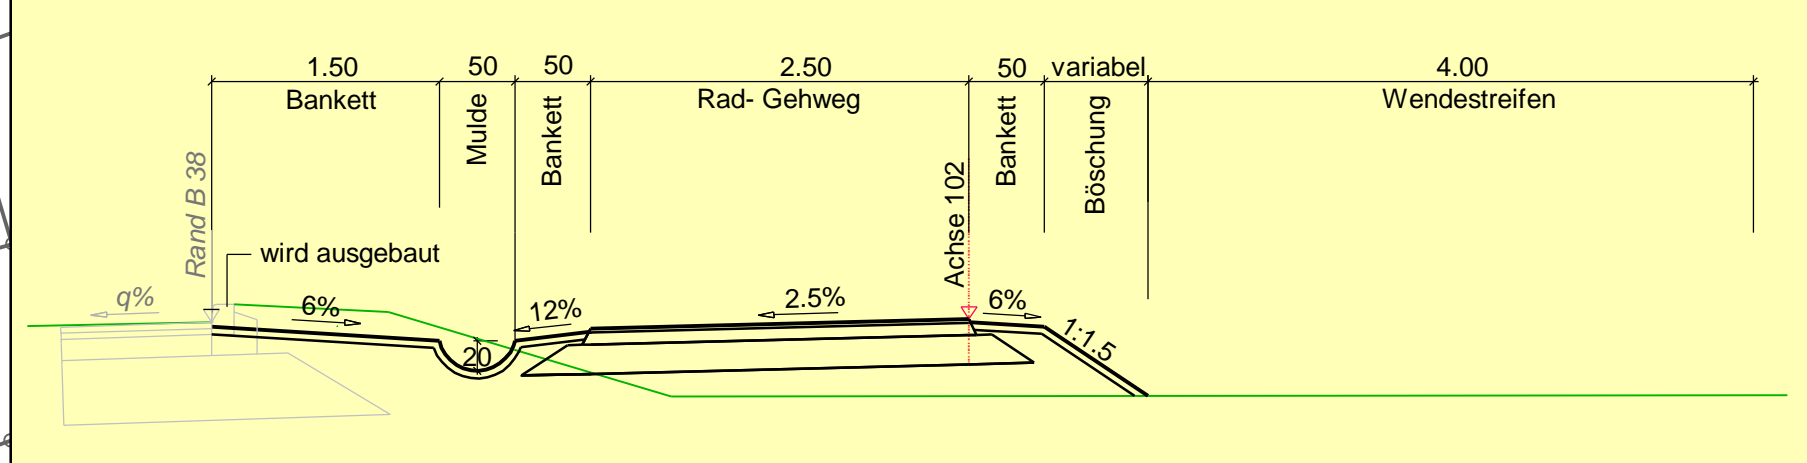 1.50
50
50
2.50
50
variabel
4.00
Bankett
Mulde
Bankett
Rad- Gehweg
Bankett
Böschung
Wendestreifen
Rand B 38
Achse 102
wird ausgebaut
q%
6%
12%
2.5%
6%
1:1.5
20